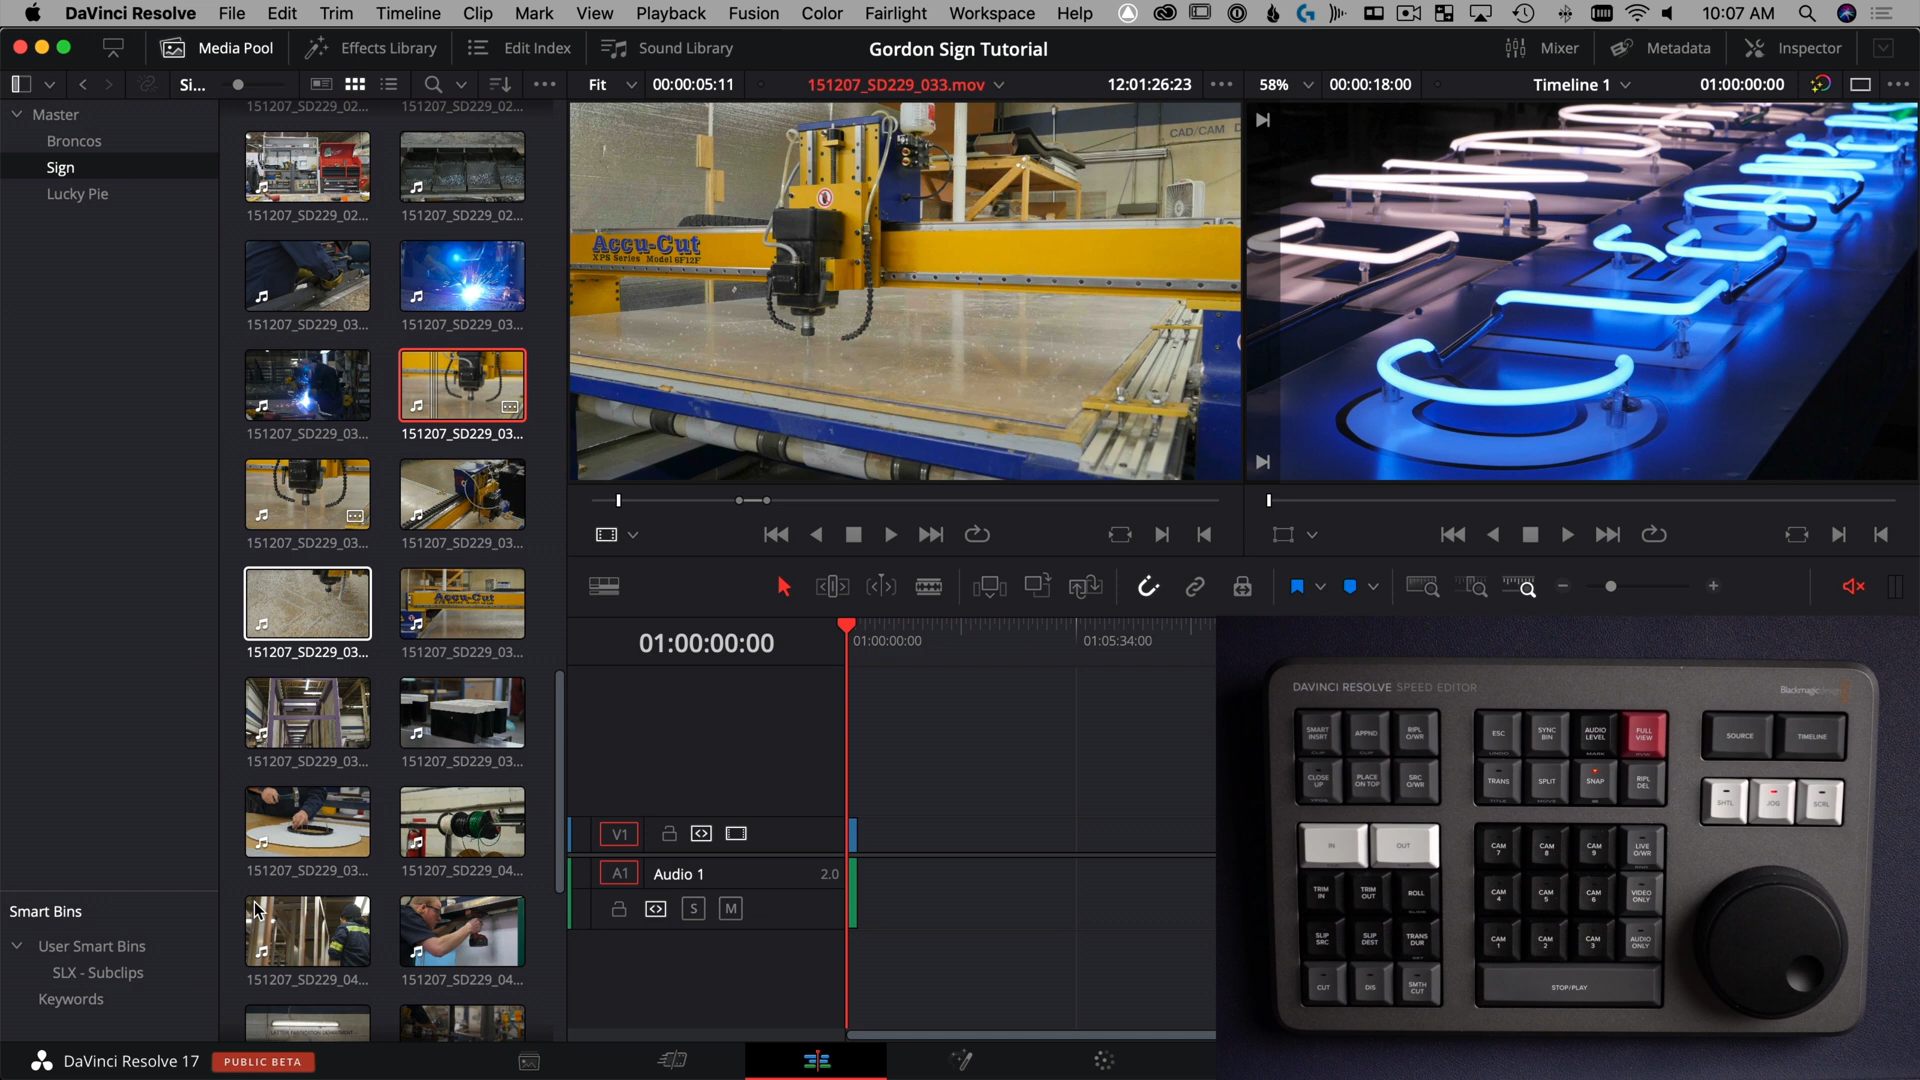 DaVinci Resolve File Edit Trim Timeline Clip Mark View Playback Fusion Color Fairlight Workspace Help 10:07 AM
Media Pool Effects Library Edit Index Sound Library Gordon Sign Tutorial Mixer Metadata Inspector
Si... Fit 00:00:05:11 151207_SD229_033.mov 12:01:26:23 58% 00:00:18:00 Timeline 1 01:00:00:00
Master
Broncos
Sign
Lucky Pie
151207_SD229_02... 151207_SD229_02...
151207_SD229_02... 151207_SD229_02...
151207_SD229_03... 151207_SD229_03...
151207_SD229_03... 151207_SD229_03...
151207_SD229_03... 151207_SD229_03...
151207_SD229_03... 151207_SD229_03...
151207_SD229_03... 151207_SD229_03...
151207_SD229_03... 151207_SD229_04...
151207_SD229_04... 151207_SD229_04...
CAD/CAM D
Accu-Cut
XPS Series Model 6F12F
01:00:00:00
01:00:00:00 01:05:34:00
V1
A1 Audio 1 2.0
S M
Smart Bins
User Smart Bins
SLX - Subclips
Keywords
DaVinci Resolve 17 PUBLIC BETA
DAVINCI RESOLVE SPEED EDITOR Blackmagicdesign
SMART INSRT APPND RIPL O/WR ESC SYNC BIN AUDIO LEVEL FULL VIEW SOURCE TIMELINE
CLOSE UP PLACE ON TOP SRC O/WR TRANS SPLIT SNAP RIPL DEL SHTL JOG SCRL
IN OUT CAM 7 CAM 8 CAM 9 LIVE O/WR
TRIM IN TRIM OUT ROLL CAM 4 CAM 5 CAM 6 VIDEO ONLY
SLIP SRC SLIP DEST TRANS DUR CAM 1 CAM 2 CAM 3 AUDIO ONLY
CUT DIS SMTH CUT STOP/PLAY